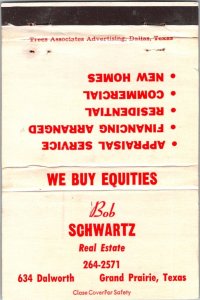 Trees Associates Advertising, Dallas, Texas
WE BUY EQUITIES
• APPRAISAL SERVICE
• FINANCING ARRANGED
• RESIDENTIAL
• COMMERCIAL
• NEW HOMES
Bob
SCHWARTZ
Real Estate
264-2571
634 Dalworth Grand Prairie, Texas
Close Cover For Safety